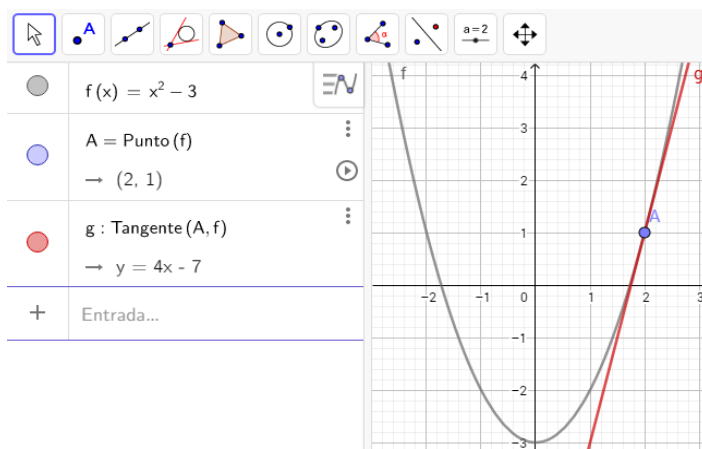 A
α
a=2
f(x) = x² − 3
A = Punto(f)
→ (2, 1)
g : Tangente(A, f)
→ y = 4x - 7
+ Entrada...
f
g
A
4
3
2
1
−2 −1 0 1 2 3
−1
−2
−3